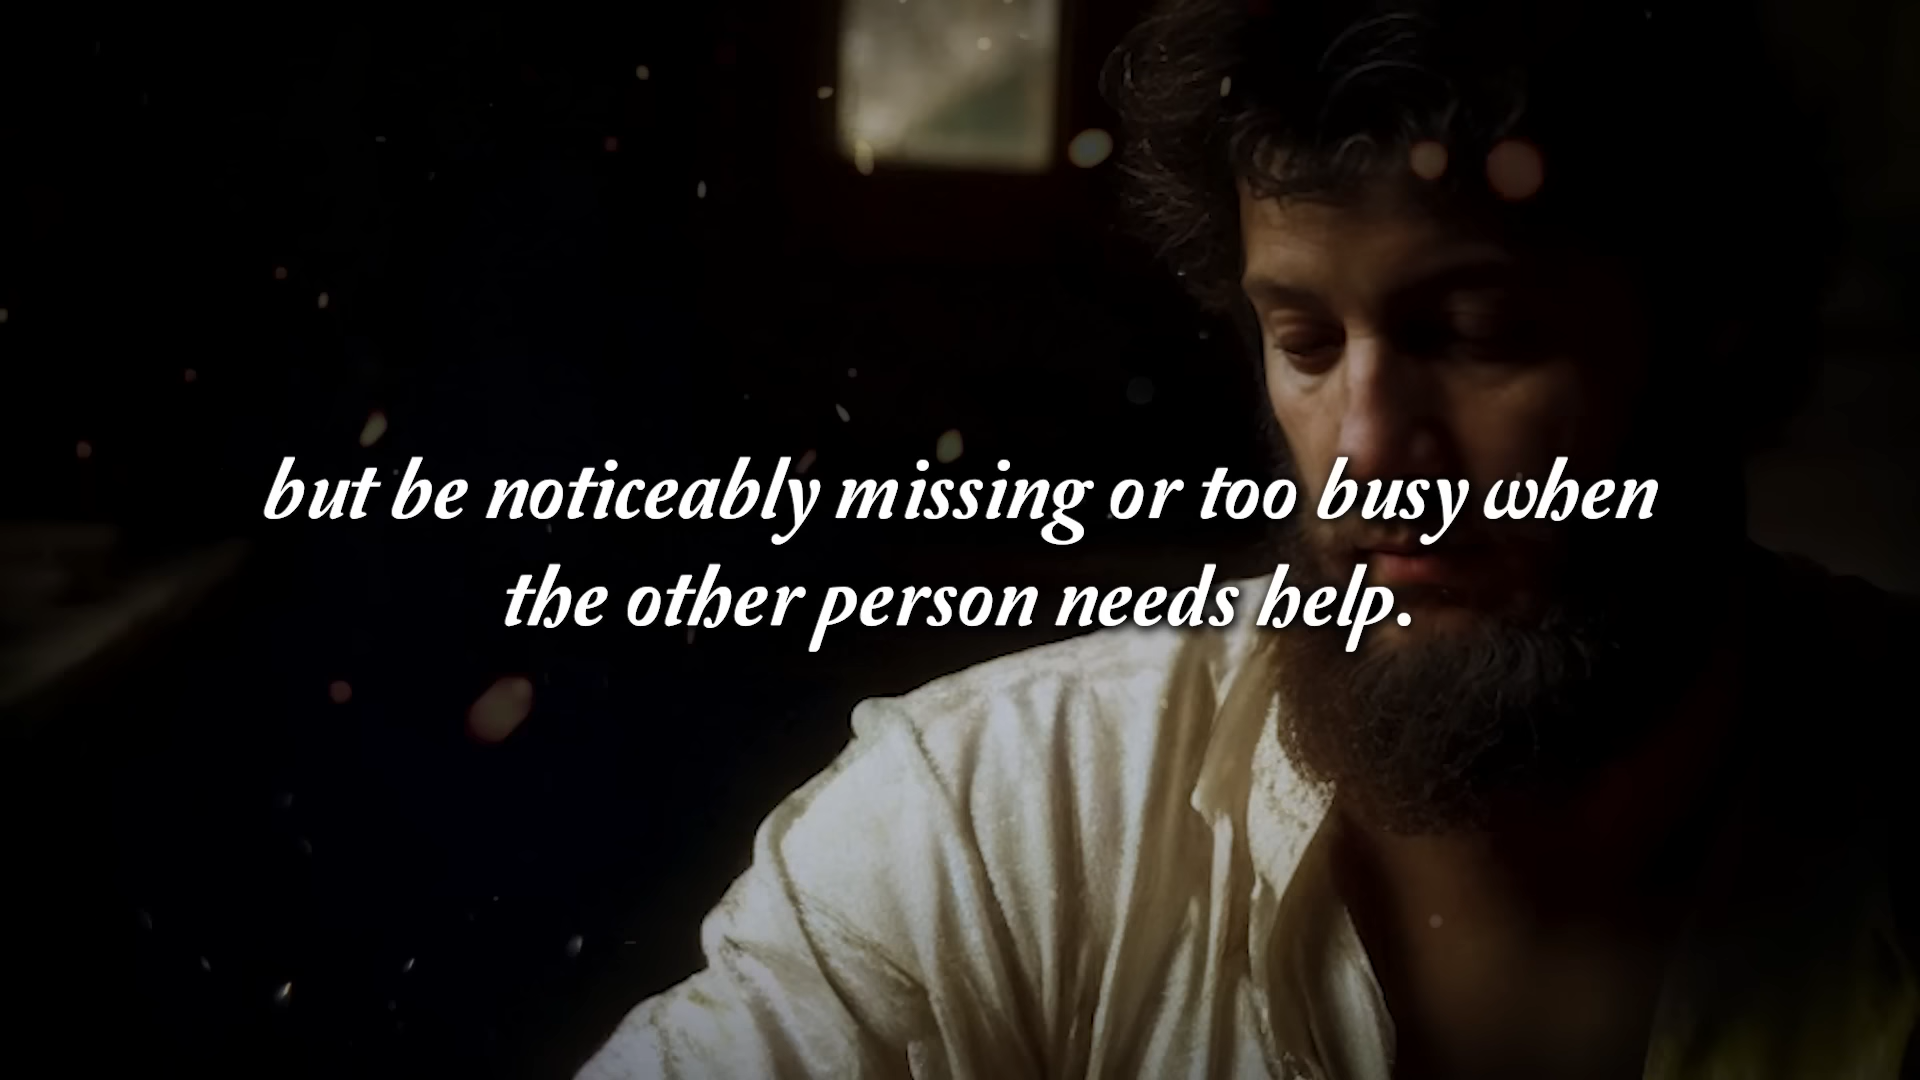 but be noticeably missing or too busy when
the other person needs help.